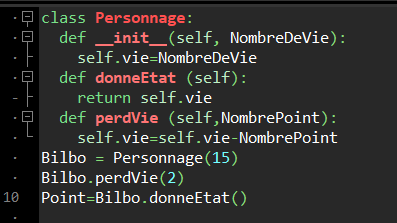 class Personnage:
  def __init__(self, NombreDeVie):
    self.vie=NombreDeVie
  def donneEtat (self):
    return self.vie
  def perdVie (self,NombrePoint):
    self.vie=self.vie-NombrePoint
Bilbo = Personnage(15)
Bilbo.perdVie(2)
10 Point=Bilbo.donneEtat()